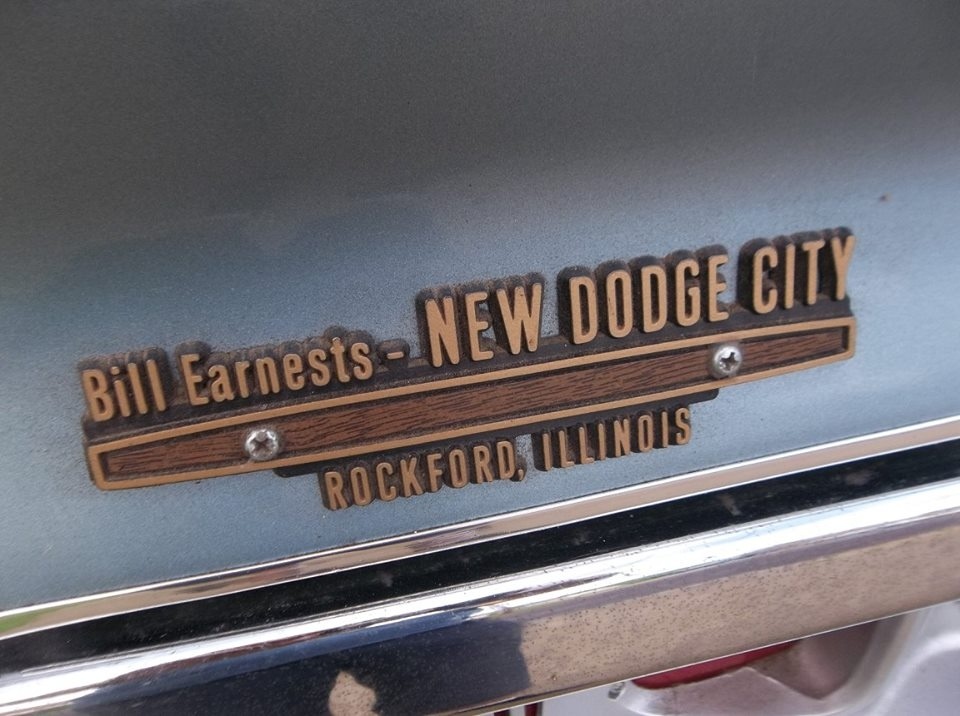 Bill Earnests - NEW DODGE CITY
ROCKFORD, ILLINOIS